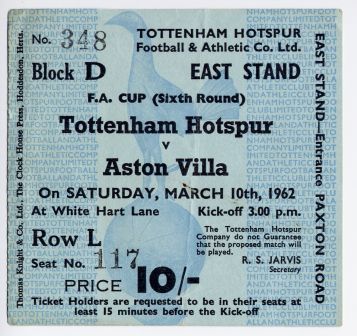 No. 348
TOTTENHAM HOTSPUR
Football & Athletic Co. Ltd.
Block D EAST STAND
F.A. CUP (Sixth Round)
Tottenham Hotspur
v
Aston Villa
On SATURDAY, MARCH 10th, 1962
At White Hart Lane Kick-off 3.00 p.m.
Row L
Seat No. 117
The Tottenham Hotspur
Company do not Guarantee
that the proposed match will
be played.
R. S. JARVIS
Secretary
PRICE 10/-
Ticket Holders are requested to be in their seats at
least 15 minutes before the Kick-off
EAST STAND—Entrance PAXTON ROAD
Thomas Knight & Co., Ltd., The Clock House Press, Hoddesdon, Herts.